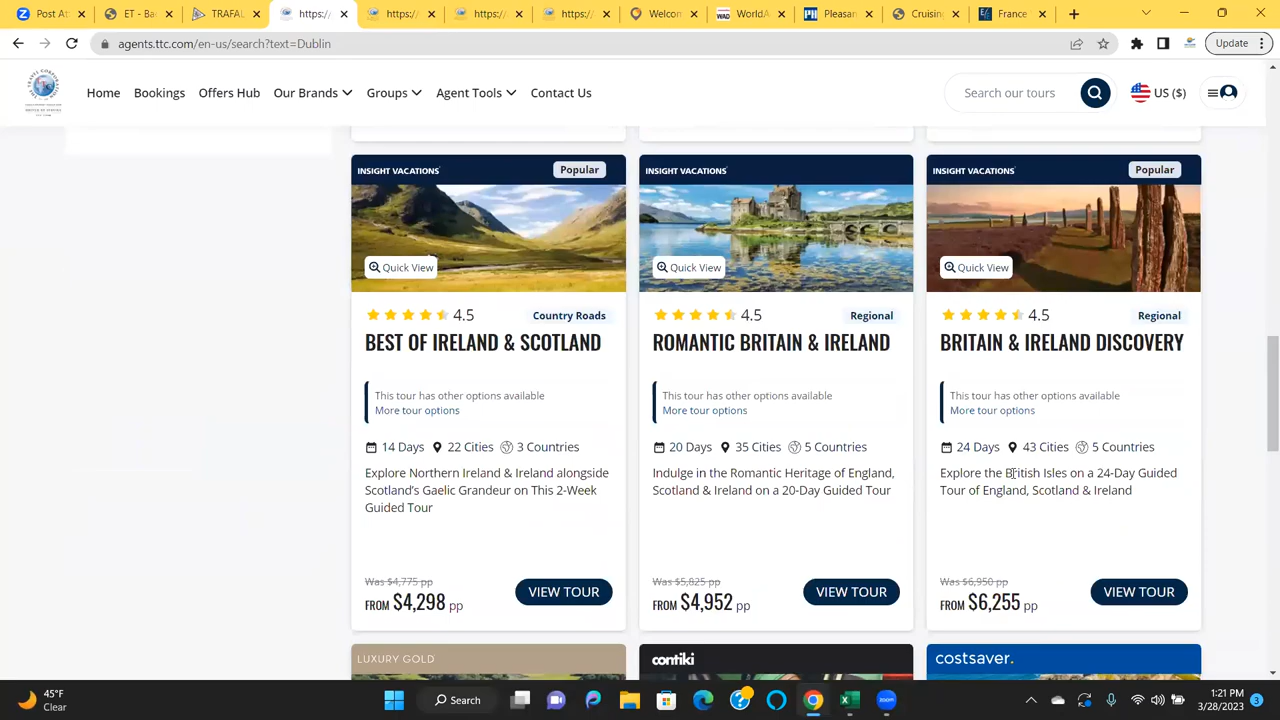 Post Att
ET - Ba
TRAFAL
https:/
https:/
https:/
https:/
Welcom
WorldA
Pleasan
Cruising
France
agents.ttc.com/en-us/search?text=Dublin
Update
Home
Bookings
Offers Hub
Our Brands
Groups
Agent Tools
Contact Us
Search our tours
US ($)
INSIGHT VACATIONS
Popular
Quick View
4.5
Country Roads
BEST OF IRELAND & SCOTLAND
This tour has other options available
More tour options
14 Days
22 Cities
3 Countries
Explore Northern Ireland & Ireland alongside
Scotland's Gaelic Grandeur on This 2-Week
Guided Tour
Was $4,775 pp
FROM $4,298 pp
VIEW TOUR
INSIGHT VACATIONS
Quick View
4.5
Regional
ROMANTIC BRITAIN & IRELAND
This tour has other options available
More tour options
20 Days
35 Cities
5 Countries
Indulge in the Romantic Heritage of England,
Scotland & Ireland on a 20-Day Guided Tour
Was $5,825 pp
FROM $4,952 pp
VIEW TOUR
INSIGHT VACATIONS
Popular
Quick View
4.5
Regional
BRITAIN & IRELAND DISCOVERY
This tour has other options available
More tour options
24 Days
43 Cities
5 Countries
Explore the British Isles on a 24-Day Guided
Tour of England, Scotland & Ireland
Was $6,950 pp
FROM $6,255 pp
VIEW TOUR
LUXURY GOLD
contiki
costsaver.
45°F
Clear
Search
1:21 PM
3/28/2023
3